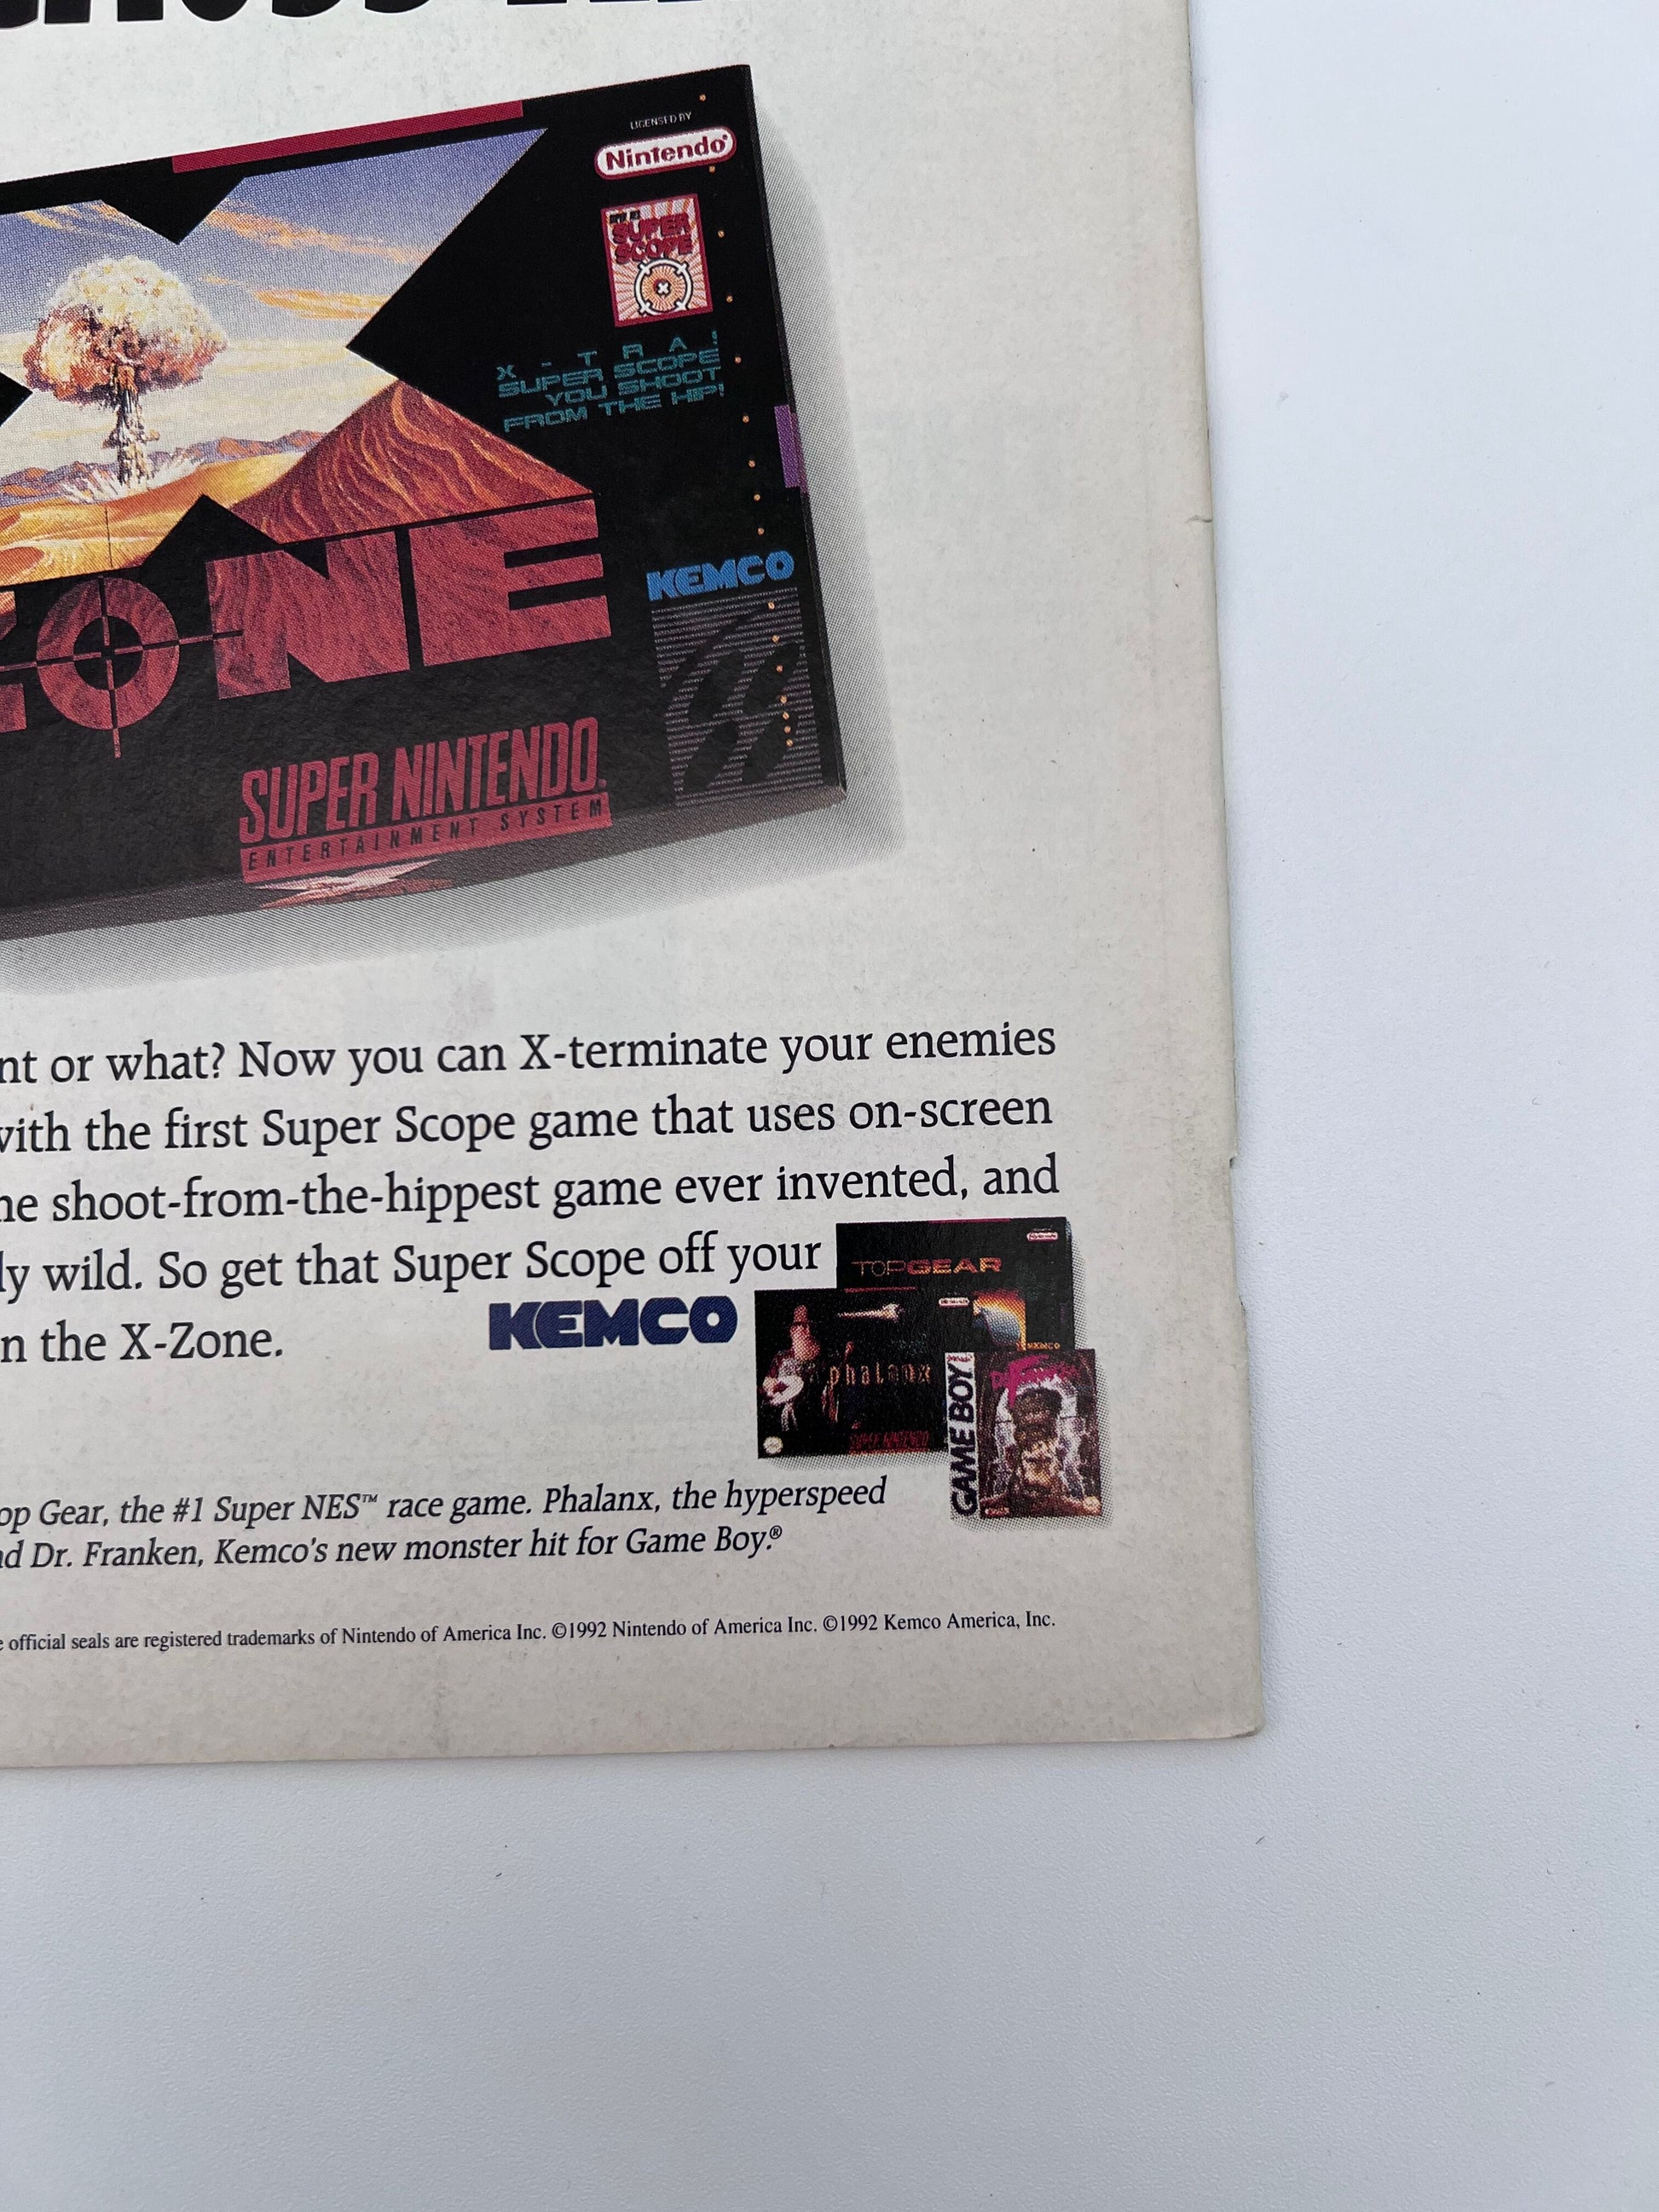 LICENSED BY
Nintendo
SUPER
SCOPE
X-TRA!
SUPER SCOPE
YOU SHOOT
FROM THE HIP!
KEMCO
ONE
SUPER NINTENDO
ENTERTAINMENT SYSTEM
nt or what? Now you can X-terminate your enemies
with the first Super Scope game that uses on-screen
he shoot-from-the-hippest game ever invented, and
ly wild. So get that Super Scope off your
n the X-Zone.
KEMCO
TOP GEAR
phalanx
SUPER NINTENDO
GAME BOY
op Gear, the #1 Super NES™ race game. Phalanx, the hyperspeed
nd Dr. Franken, Kemco's new monster hit for Game Boy.®
e official seals are registered trademarks of Nintendo of America Inc. ©1992 Nintendo of America Inc. ©1992 Kemco America, Inc.